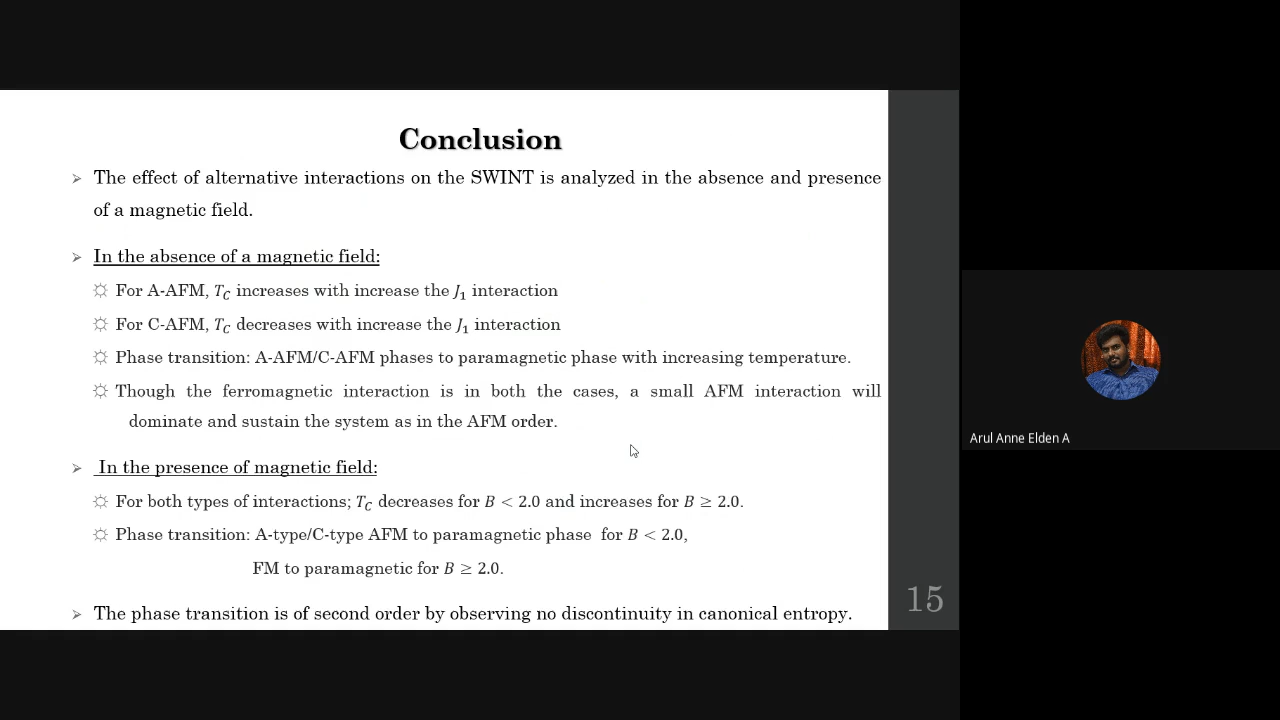 Conclusion
➢ The effect of alternative interactions on the SWINT is analyzed in the absence and presence
of a magnetic field.
➢ In the absence of a magnetic field:
☼ For A-AFM, T_C increases with increase the J_1 interaction
☼ For C-AFM, T_C decreases with increase the J_1 interaction
☼ Phase transition: A-AFM/C-AFM phases to paramagnetic phase with increasing temperature.
☼ Though the ferromagnetic interaction is in both the cases, a small AFM interaction will
dominate and sustain the system as in the AFM order.
➢ In the presence of magnetic field:
☼ For both types of interactions; T_C decreases for B < 2.0 and increases for B ≥ 2.0.
☼ Phase transition: A-type/C-type AFM to paramagnetic phase for B < 2.0,
FM to paramagnetic for B ≥ 2.0.
➢ The phase transition is of second order by observing no discontinuity in canonical entropy.
15
Arul Anne Elden A